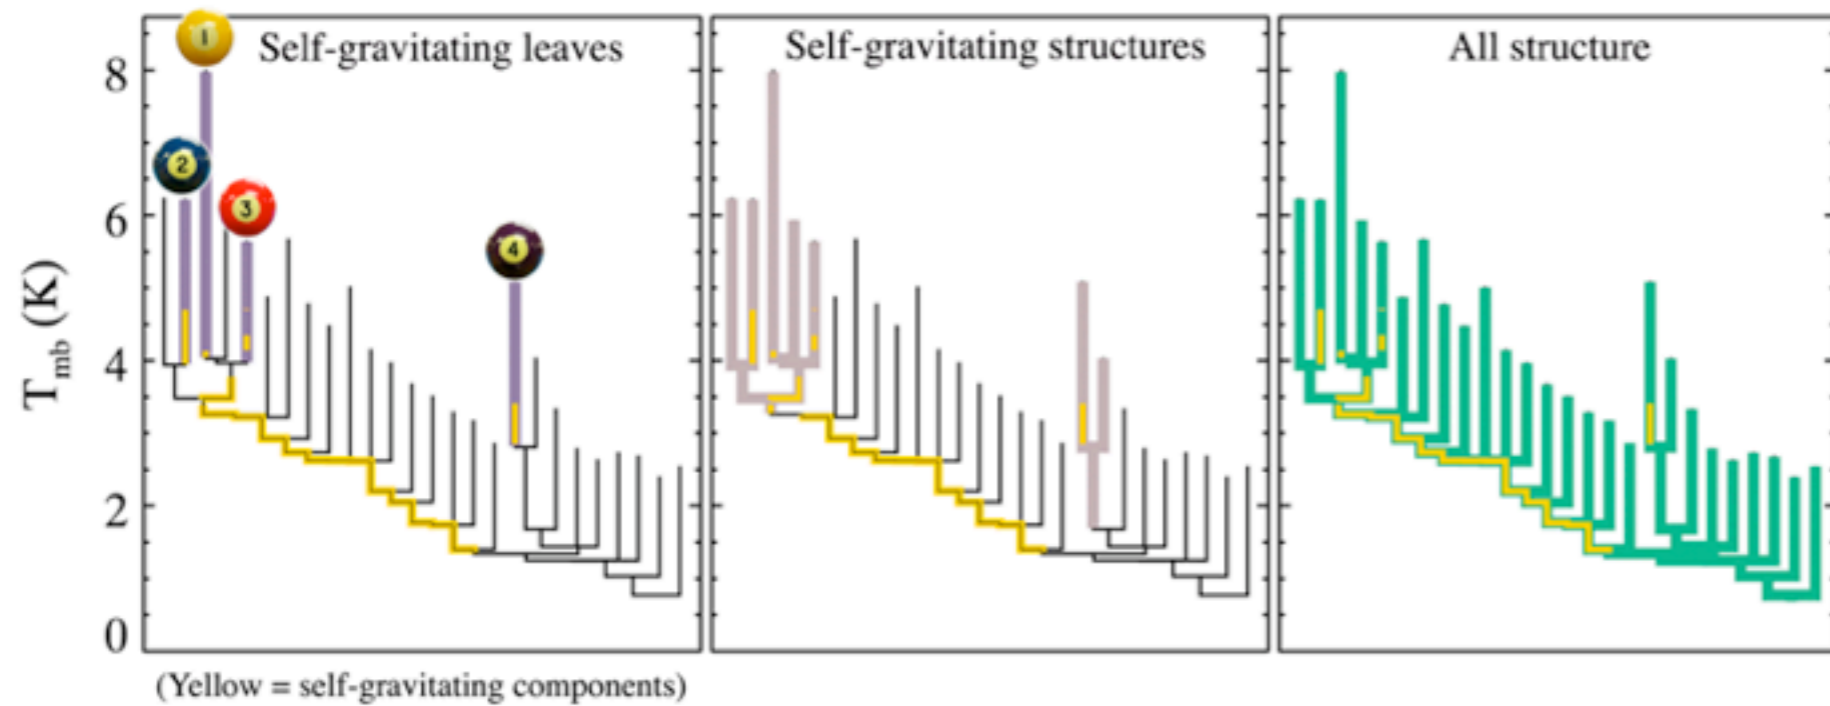 Self-gravitating leaves
Self-gravitating structures
All structure
1
2
3
4
8
6
4
2
0
Tmb (K)
(Yellow = self-gravitating components)